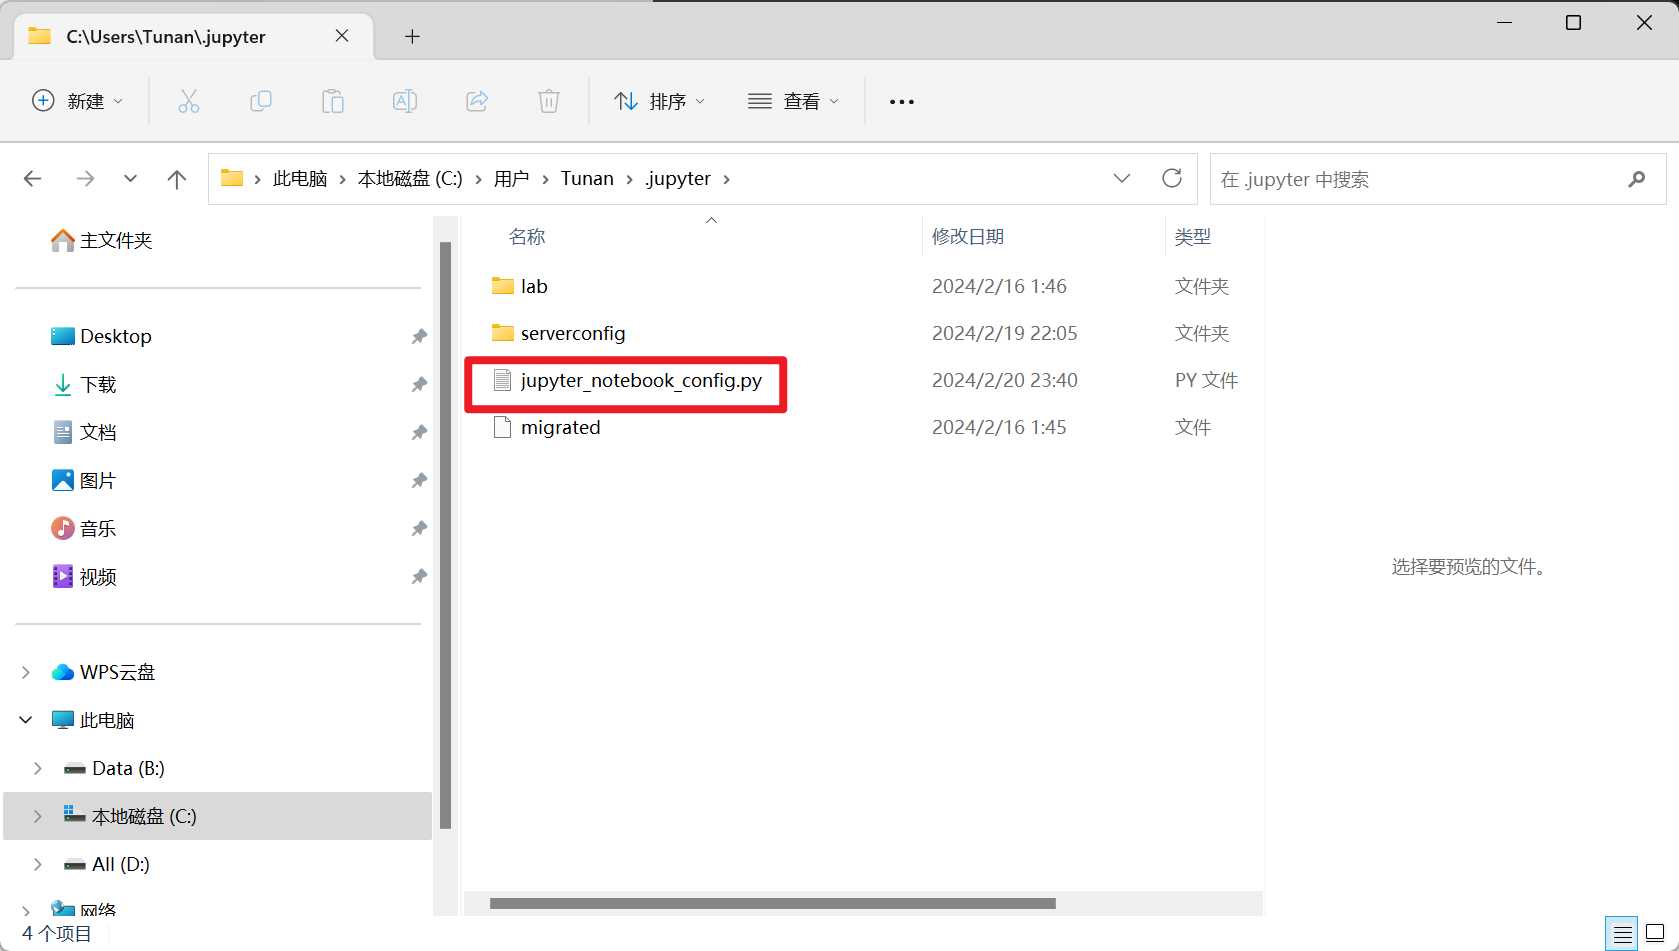 C:\Users\Tunan\.jupyter
新建
排序
查看
此电脑 本地磁盘 (C:) 用户 Tunan .jupyter
在 .jupyter 中搜索
主文件夹
Desktop
下载
文档
图片
音乐
视频
WPS云盘
此电脑
Data (B:)
本地磁盘 (C:)
All (D:)
网络
名称 修改日期 类型
lab 2024/2/16 1:46 文件夹
serverconfig 2024/2/19 22:05 文件夹
jupyter_notebook_config.py 2024/2/20 23:40 PY 文件
migrated 2024/2/16 1:45 文件
选择要预览的文件。
4 个项目